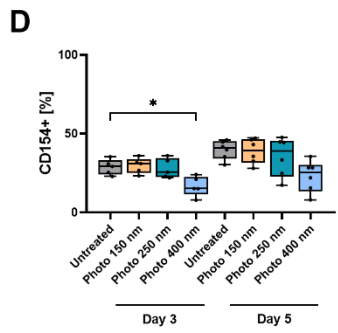 D
CD154+ [%]
100
50
0
*
Untreated
Photo 150 nm
Photo 250 nm
Photo 400 nm
Untreated
Photo 150 nm
Photo 250 nm
Photo 400 nm
Day 3
Day 5